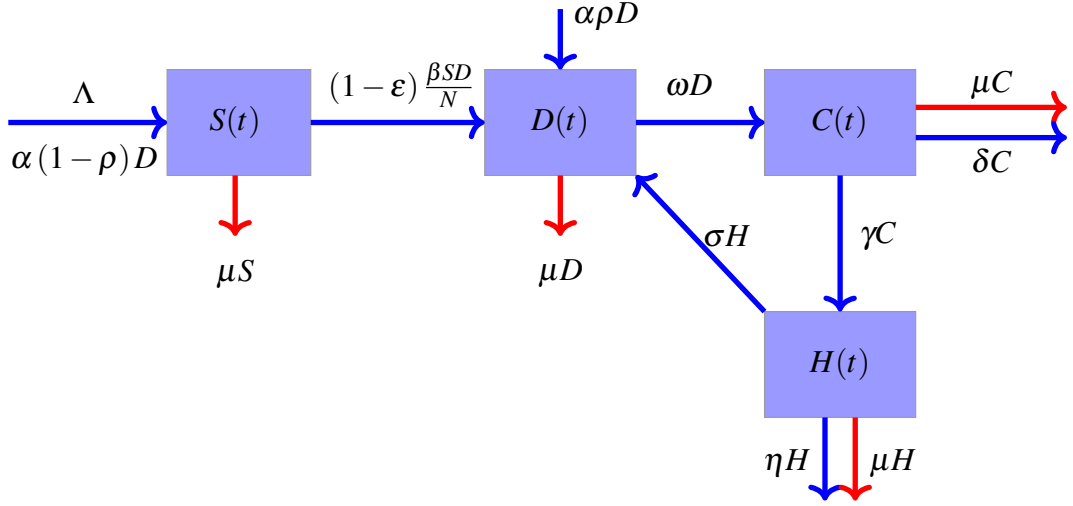 αρD
Λ
α(1−ρ)D
S(t)
(1−ε) βSD/N
D(t)
ωD
C(t)
μC
δC
μS
μD
σH
γC
H(t)
ηH
μH